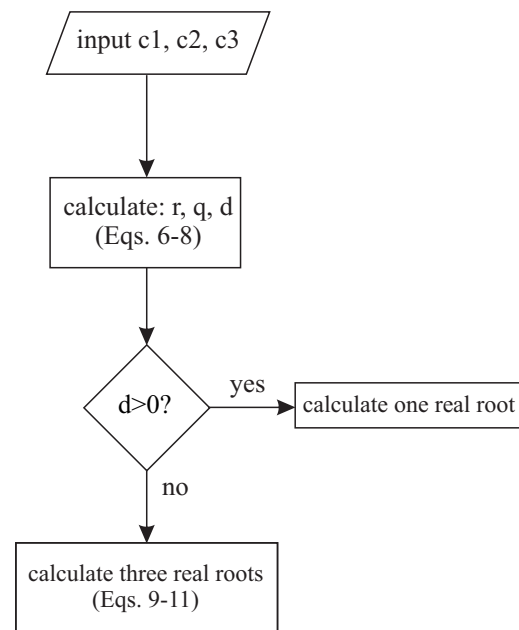 input c1, c2, c3
calculate: r, q, d
(Eqs. 6-8)
d>0?
yes
calculate one real root
no
calculate three real roots
(Eqs. 9-11)